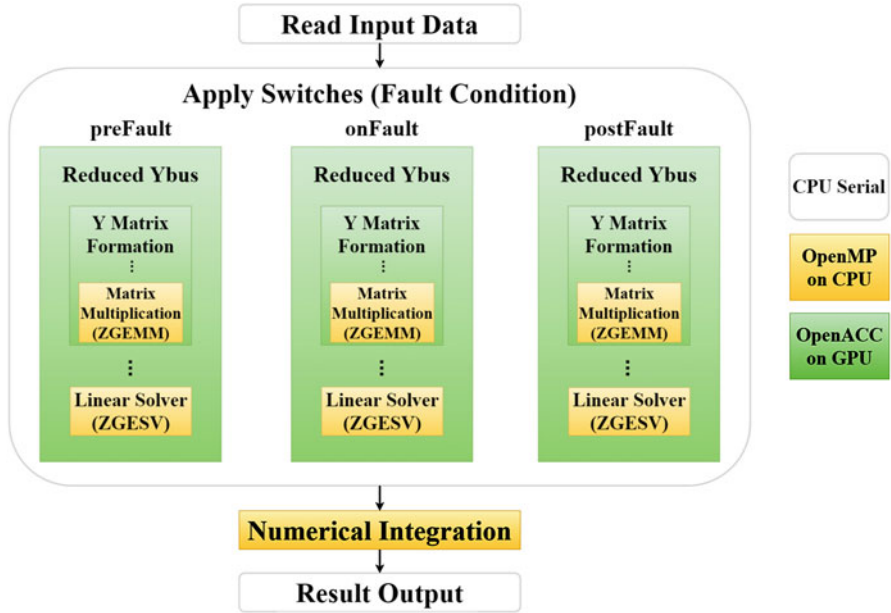 Read Input Data
Apply Switches (Fault Condition)
preFault
Reduced Ybus
Y Matrix
Formation
...
Matrix
Multiplication
(ZGEMM)
...
Linear Solver
(ZGESV)
onFault
Reduced Ybus
Y Matrix
Formation
...
Matrix
Multiplication
(ZGEMM)
...
Linear Solver
(ZGESV)
postFault
Reduced Ybus
Y Matrix
Formation
...
Matrix
Multiplication
(ZGEMM)
...
Linear Solver
(ZGESV)
Numerical Integration
Result Output
CPU Serial
OpenMP
on CPU
OpenACC
on GPU